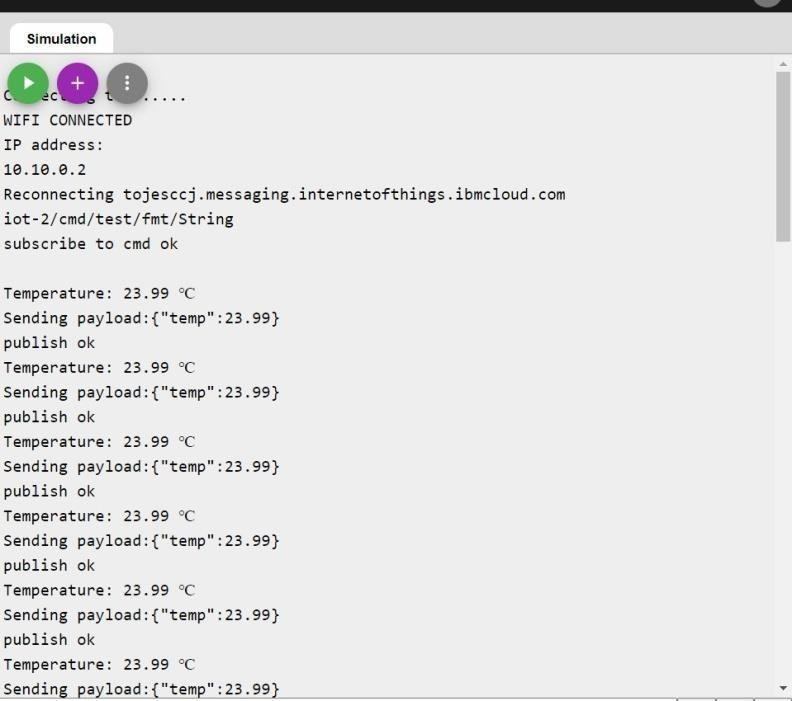 Simulation
WIFI CONNECTED
IP address:
10.10.0.2
Reconnecting tojesccj.messaging.internetofthings.ibmcloud.com
iot-2/cmd/test/fmt/String
subscribe to cmd ok
Temperature: 23.99 °C
Sending payload:{"temp":23.99}
publish ok
Temperature: 23.99 °C
Sending payload:{"temp":23.99}
publish ok
Temperature: 23.99 °C
Sending payload:{"temp":23.99}
publish ok
Temperature: 23.99 °C
Sending payload:{"temp":23.99}
publish ok
Temperature: 23.99 °C
Sending payload:{"temp":23.99}
publish ok
Temperature: 23.99 °C
Sending payload:{"temp":23.99}